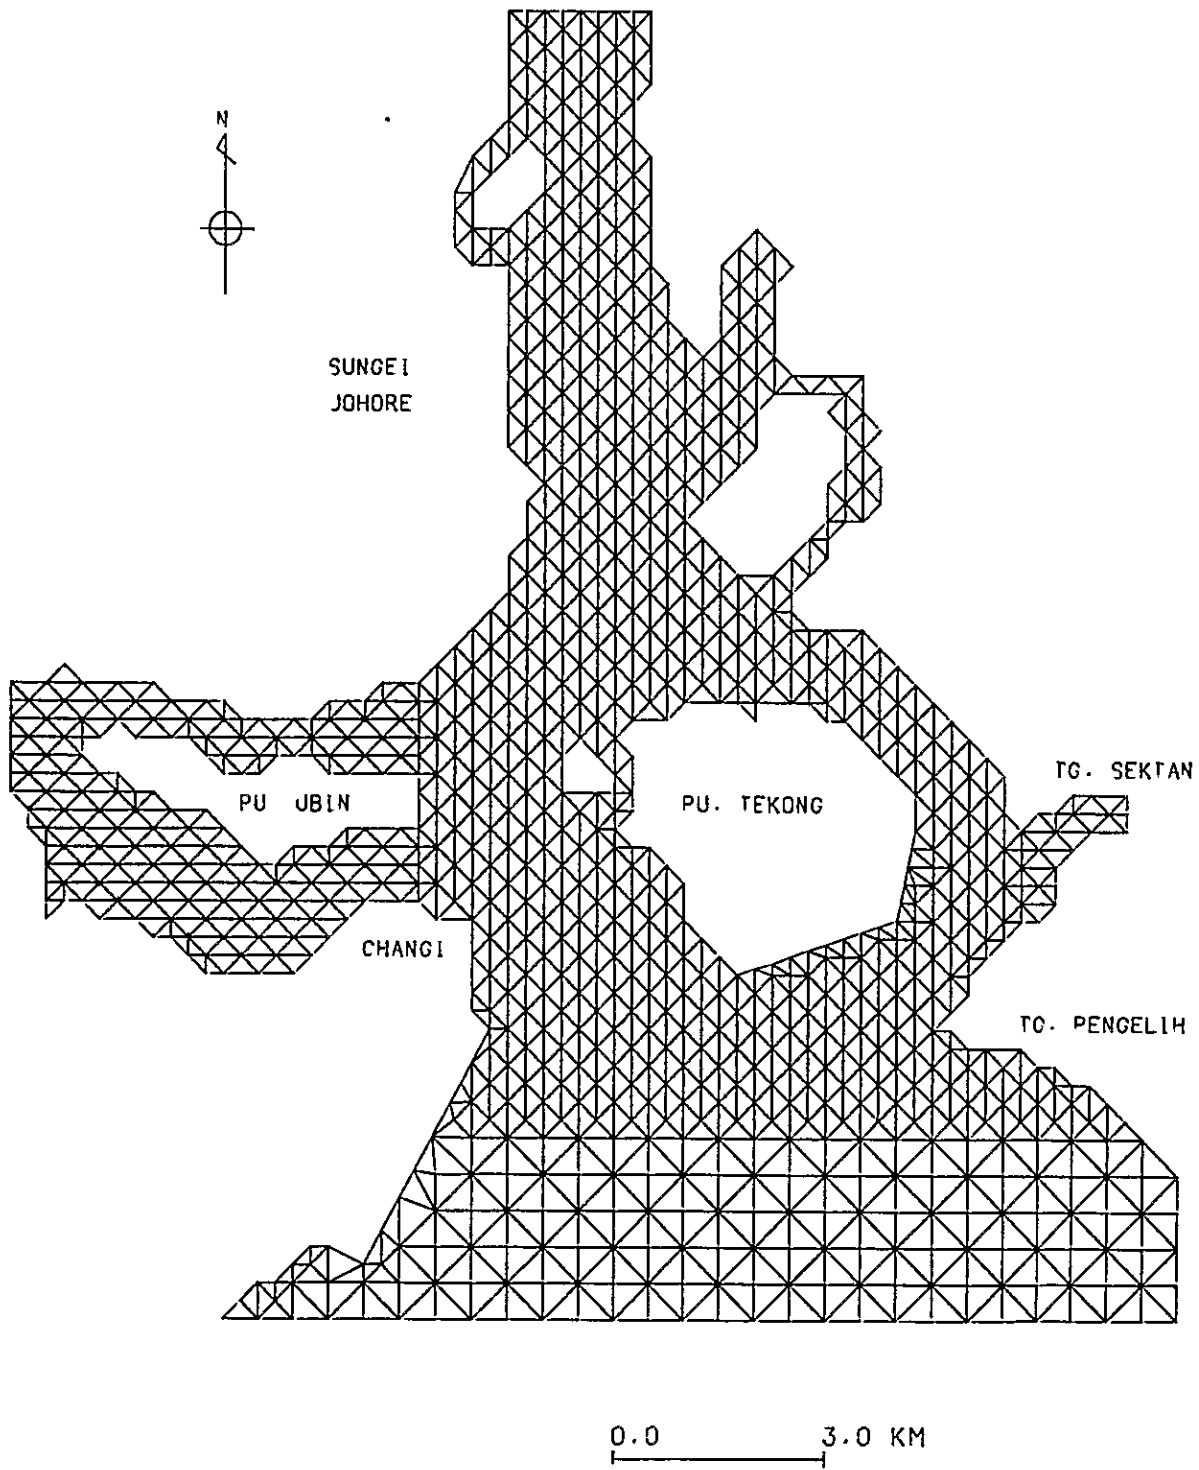 N
SUNGEI
JOHORE
TG. SEKTAN
PU UBIN
PU. TEKONG
CHANGI
TG. PENGELIH
0.0 3.0 KM